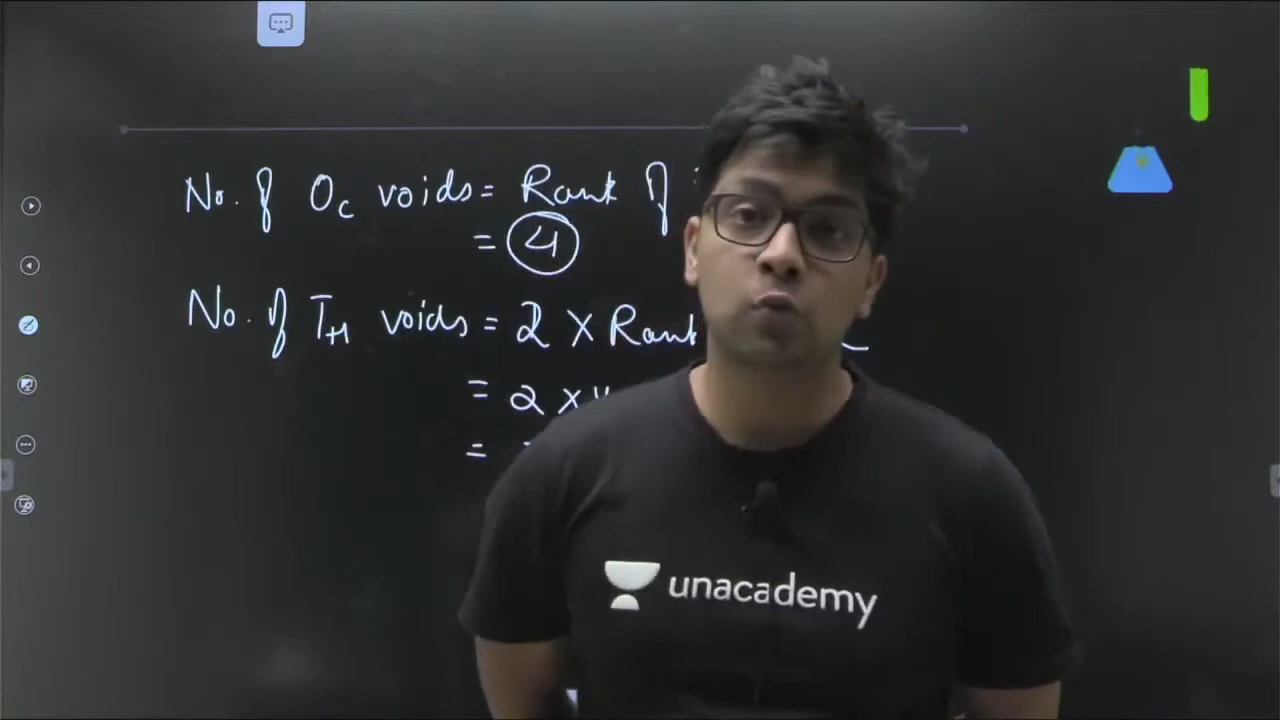 No. of Oc voids = Rank of
= 4
No. of TH voids = 2 × Rank
= 2 ×
=
unacademy